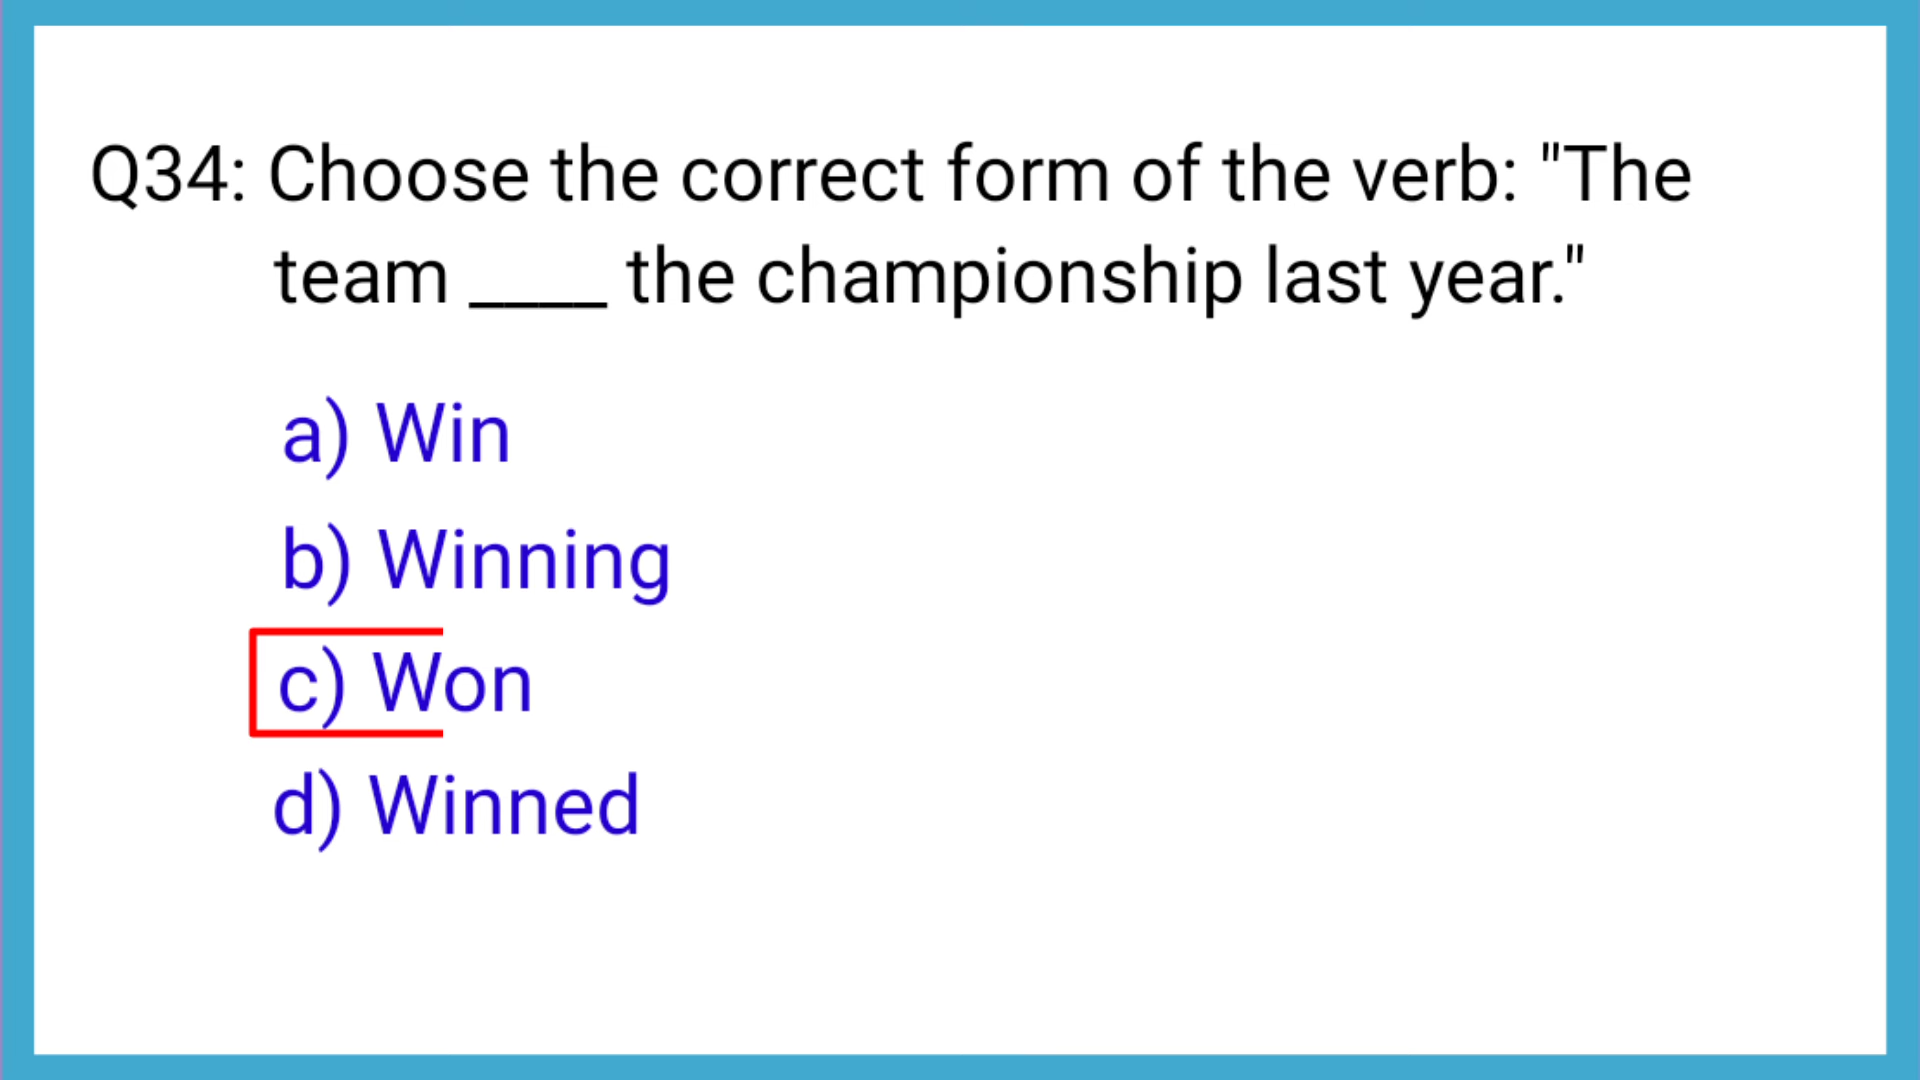 Q34: Choose the correct form of the verb: "The
team ____ the championship last year."
a) Win
b) Winning
c) Won
d) Winned